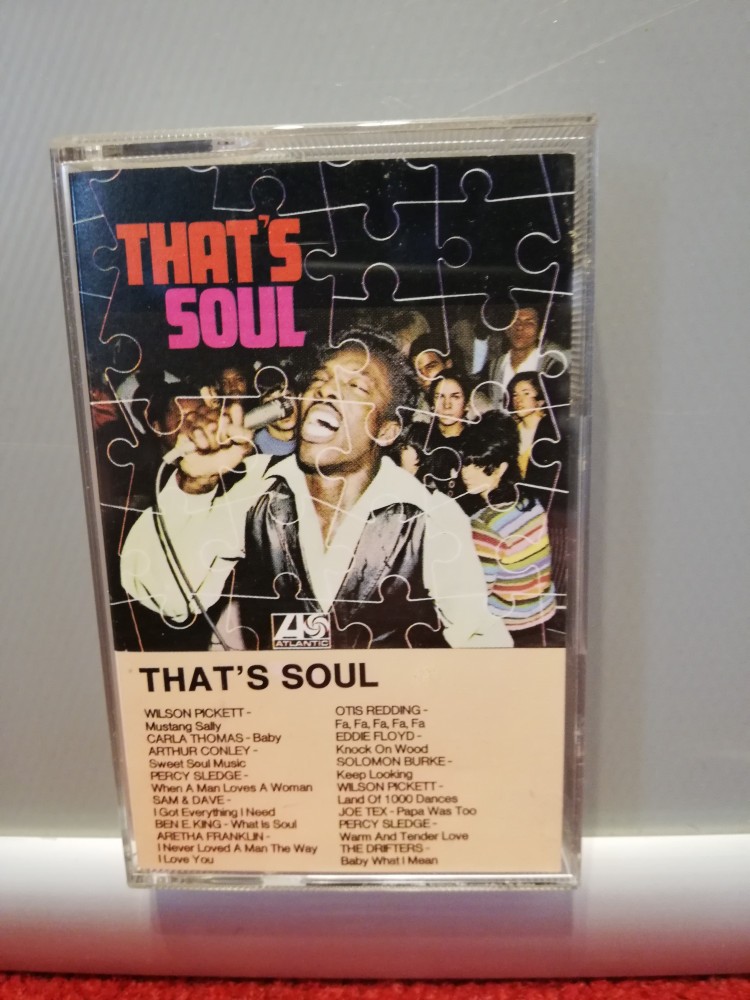 THAT'S
SOUL
ATLANTIC
THAT'S SOUL
WILSON PICKETT -
Mustang Sally
CARLA THOMAS - Baby
ARTHUR CONLEY -
Sweet Soul Music
PERCY SLEDGE -
When A Man Loves A Woman
SAM & DAVE -
I Got Everything I Need
BEN E. KING - What Is Soul
ARETHA FRANKLIN -
I Never Loved A Man The Way
I Love You
OTIS REDDING -
Fa, Fa, Fa, Fa, Fa
EDDIE FLOYD -
Knock On Wood
SOLOMON BURKE -
Keep Looking
WILSON PICKETT -
Land Of 1000 Dances
JOE TEX - Papa Was Too
PERCY SLEDGE -
Warm And Tender Love
THE DRIFTERS -
Baby What I Mean